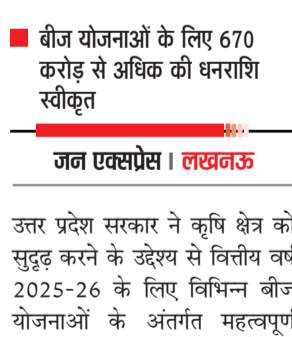 बीज योजनाओं के लिए 670
करोड़ से अधिक की धनराशि
स्वीकृत
जन एक्सप्रेस । लखनऊ
उत्तर प्रदेश सरकार ने कृषि क्षेत्र को
सुदृढ़ करने के उद्देश्य से वित्तीय वर्ष
2025-26 के लिए विभिन्न बीज
योजनाओं के अंतर्गत महत्वपूर्ण